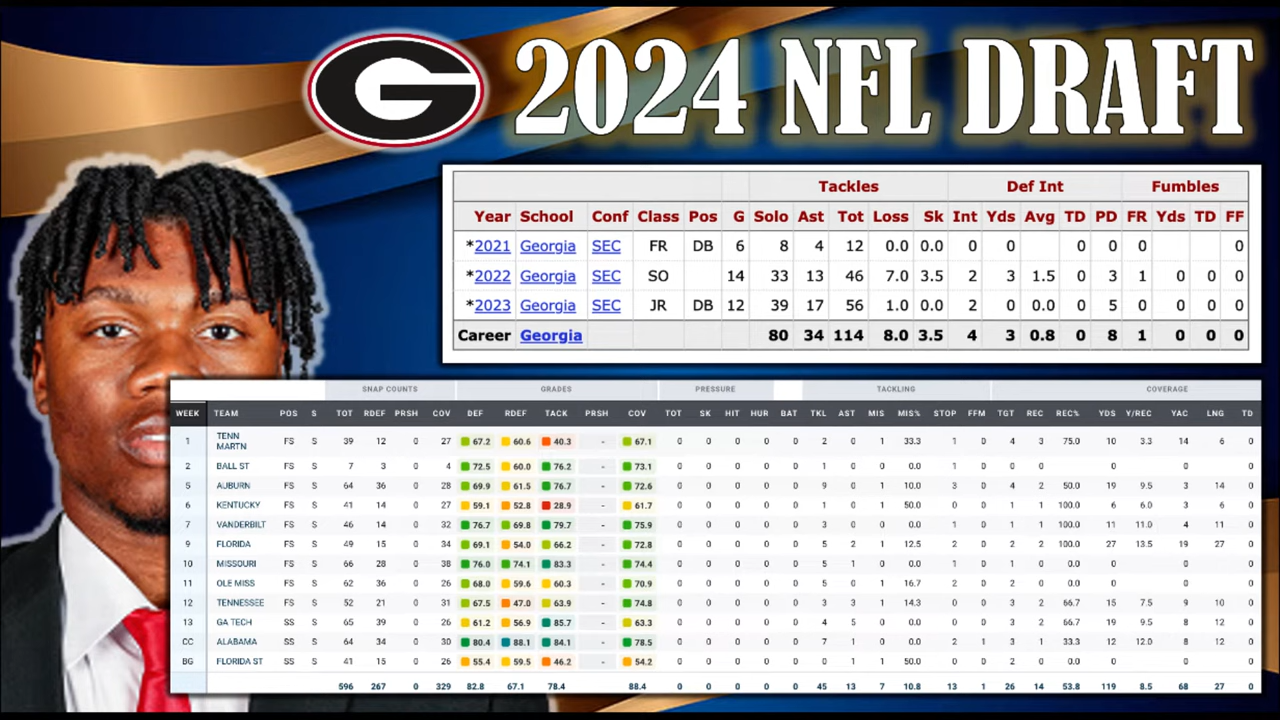 G 2024 NFL DRAFT
Tackles Def Int Fumbles
Year School Conf Class Pos G Solo Ast Tot Loss Sk Int Yds Avg TD PD FR Yds TD FF
*2021 Georgia SEC FR DB 6 8 4 12 0.0 0.0 0 0 0 0 0 0
*2022 Georgia SEC SO 14 33 13 46 7.0 3.5 2 3 1.5 0 3 1 0 0 0
*2023 Georgia SEC JR DB 12 39 17 56 1.0 0.0 2 0 0.0 0 5 0 0 0 0
Career Georgia 80 34 114 8.0 3.5 4 3 0.8 0 8 1 0 0 0
SNAP COUNTS GRADES PRESSURE TACKLING COVERAGE
WEEK TEAM POS S TOT RDEF PRSH COV DEF RDEF TACK PRSH COV TOT SK HIT HUR BAT TKL AST MIS MIS% STOP FFM TGT REC REC% YDS Y/REC YAC LNG TD
1 TENN MARTN FS S 39 12 0 27 67.2 60.6 40.3 - 67.1 0 0 0 0 0 2 0 1 33.3 1 0 4 3 75.0 10 3.3 14 6 0
2 BALL ST FS S 7 3 0 4 72.5 60.0 76.2 - 73.1 0 0 0 0 0 1 0 0 0.0 1 0 0 0 0 0 0
5 AUBURN FS S 64 36 0 28 69.9 61.5 76.7 - 72.6 0 0 0 0 0 9 0 1 10.0 3 0 4 2 50.0 19 9.5 3 14 0
6 KENTUCKY FS S 41 14 0 27 59.1 52.8 28.9 - 61.7 0 0 0 0 0 1 0 1 50.0 0 0 1 1 100.0 6 6.0 3 6 0
7 VANDERBILT FS S 46 14 0 32 76.7 69.8 79.7 - 75.9 0 0 0 0 0 3 0 0 0.0 1 0 1 1 100.0 11 11.0 4 11 0
9 FLORIDA FS S 49 15 0 34 69.1 54.0 66.2 - 72.8 0 0 0 0 0 5 2 1 12.5 2 0 2 2 100.0 27 13.5 19 27 0
10 MISSOURI FS S 66 28 0 38 76.0 74.1 83.3 - 74.4 0 0 0 0 0 5 1 0 0.0 1 0 1 0 0.0 0 0 0
11 OLE MISS FS S 62 36 0 26 68.0 59.6 60.3 - 70.9 0 0 0 0 0 5 0 1 16.7 2 0 2 0 0.0 0 0 0
12 TENNESSEE FS S 52 21 0 31 67.5 47.0 63.9 - 74.8 0 0 0 0 0 3 3 1 14.3 1 0 3 2 66.7 15 7.5 9 10 0
13 GA TECH SS S 65 39 0 26 61.2 56.9 85.7 - 63.3 0 0 0 0 0 4 5 0 0.0 0 0 3 2 66.7 19 9.5 8 12 0
CC ALABAMA SS S 64 34 0 30 80.4 88.1 84.1 - 78.5 0 0 0 0 0 7 1 0 0.0 2 1 3 1 33.3 12 12.0 8 12 0
BG FLORIDA ST SS S 41 15 0 26 55.4 59.5 46.2 - 54.2 0 0 0 0 0 0 1 1 50.0 0 0 2 0 0.0 0 0 0
596 267 0 329 82.8 67.1 78.4 88.4 0 0 0 0 0 45 13 7 10.8 13 1 26 14 53.8 119 8.5 68 27 0